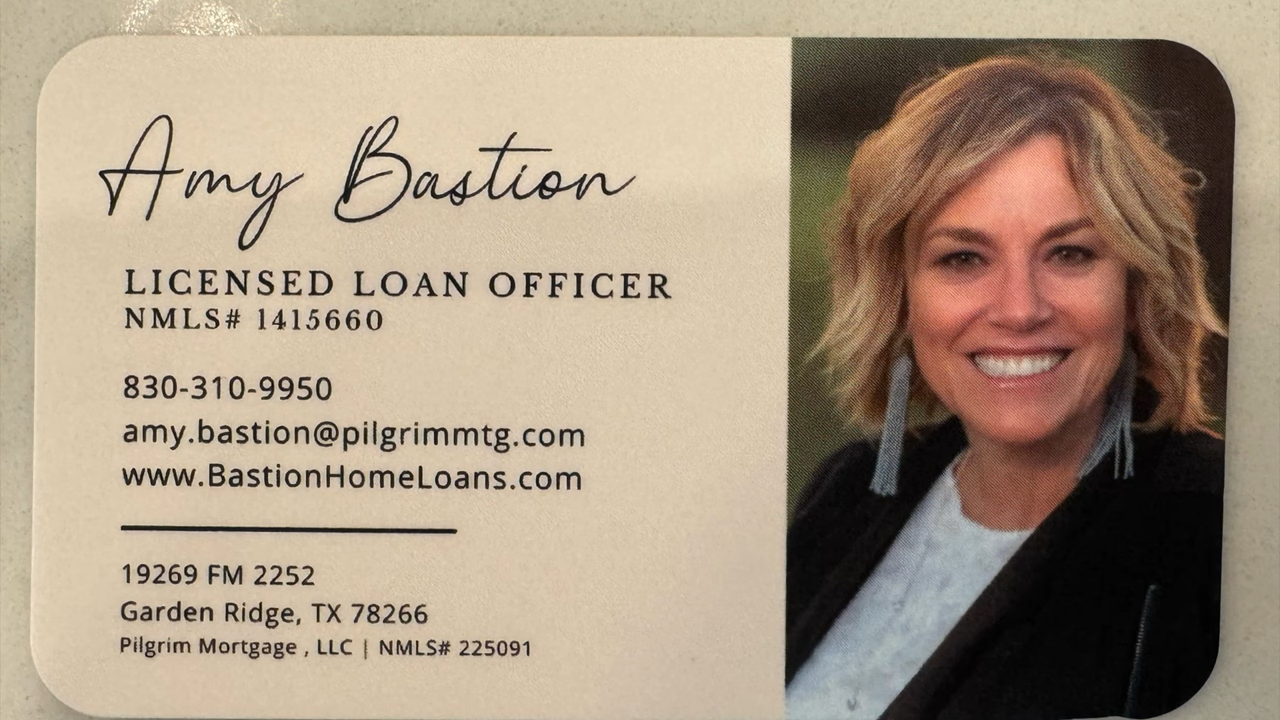 Amy Bastion
LICENSED LOAN OFFICER
NMLS# 1415660
830-310-9950
amy.bastion@pilgrimmtg.com
www.BastionHomeLoans.com
19269 FM 2252
Garden Ridge, TX 78266
Pilgrim Mortgage , LLC | NMLS# 225091